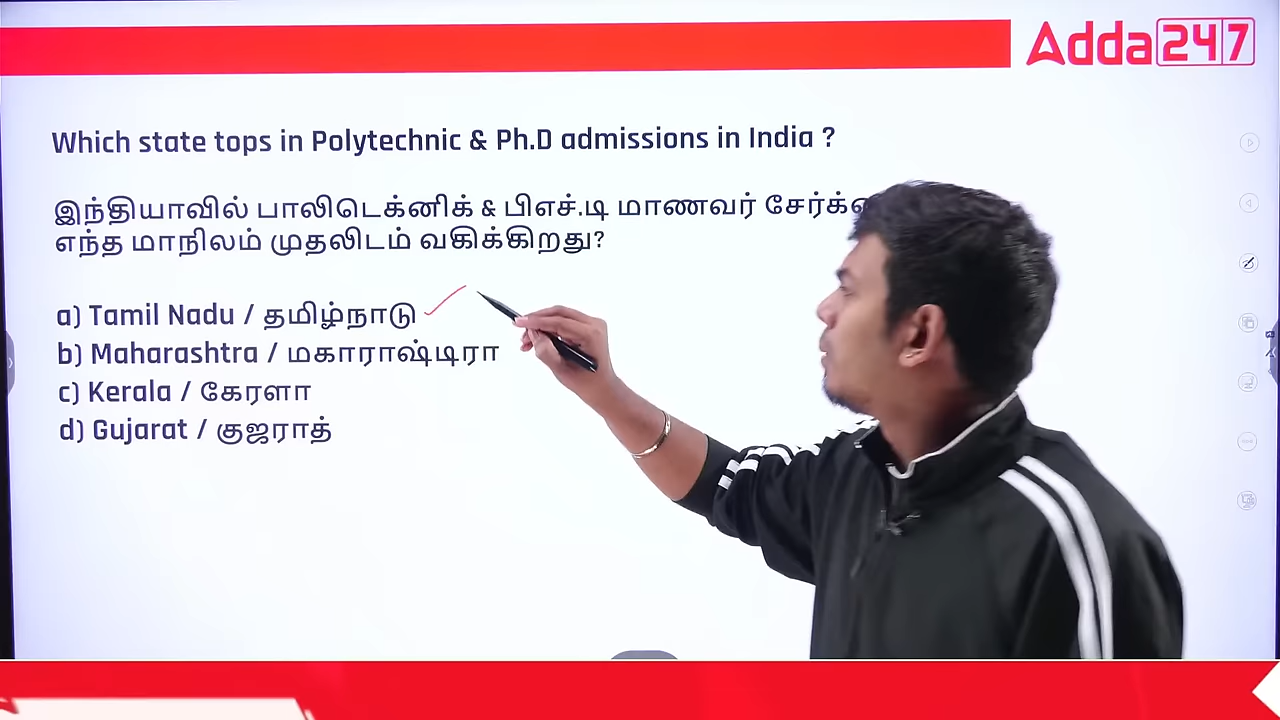 Adda247
Which state tops in Polytechnic & Ph.D admissions in India ?
இந்தியாவில் பாலிடெக்னிக் & பிஎச்.டி மாணவர்
எந்த மாநிலம் முதலிடம் வகிக்கிறது?
a) Tamil Nadu / தமிழ்நாடு
b) Maharashtra / மகாராஷ்டிரா
c) Kerala / கேரளா
d) Gujarat / குஜராத்